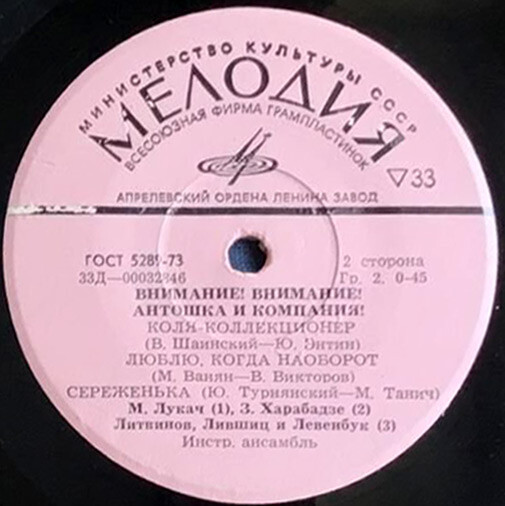 МИНИСТЕРСТВО КУЛЬТУРЫ СССР
МЕЛОДИЯ
ВСЕСОЮЗНАЯ ФИРМА ГРАМПЛАСТИНОК
▽33
АПРЕЛЕВСКИЙ ОРДЕНА ЛЕНИНА ЗАВОД
ГОСТ 5289-73
2 сторона
33Д—00032846
Гр. 2, 0-45
ВНИМАНИЕ! ВНИМАНИЕ!
АНТОШКА И КОМПАНИЯ!
КОЛЯ-КОЛЛЕКЦИОНЕР
(В. Шаинский—Ю. Энтин)
ЛЮБЛЮ, КОГДА НАОБОРОТ
(М. Ванян—В. Викторов)
СЕРЕЖЕНЬКА (Ю. Турнянский—М. Танич)
М. Лукач (1), З. Харабадзе (2)
Литвинов, Лившиц и Левенбук (3)
Инстр. ансамбль